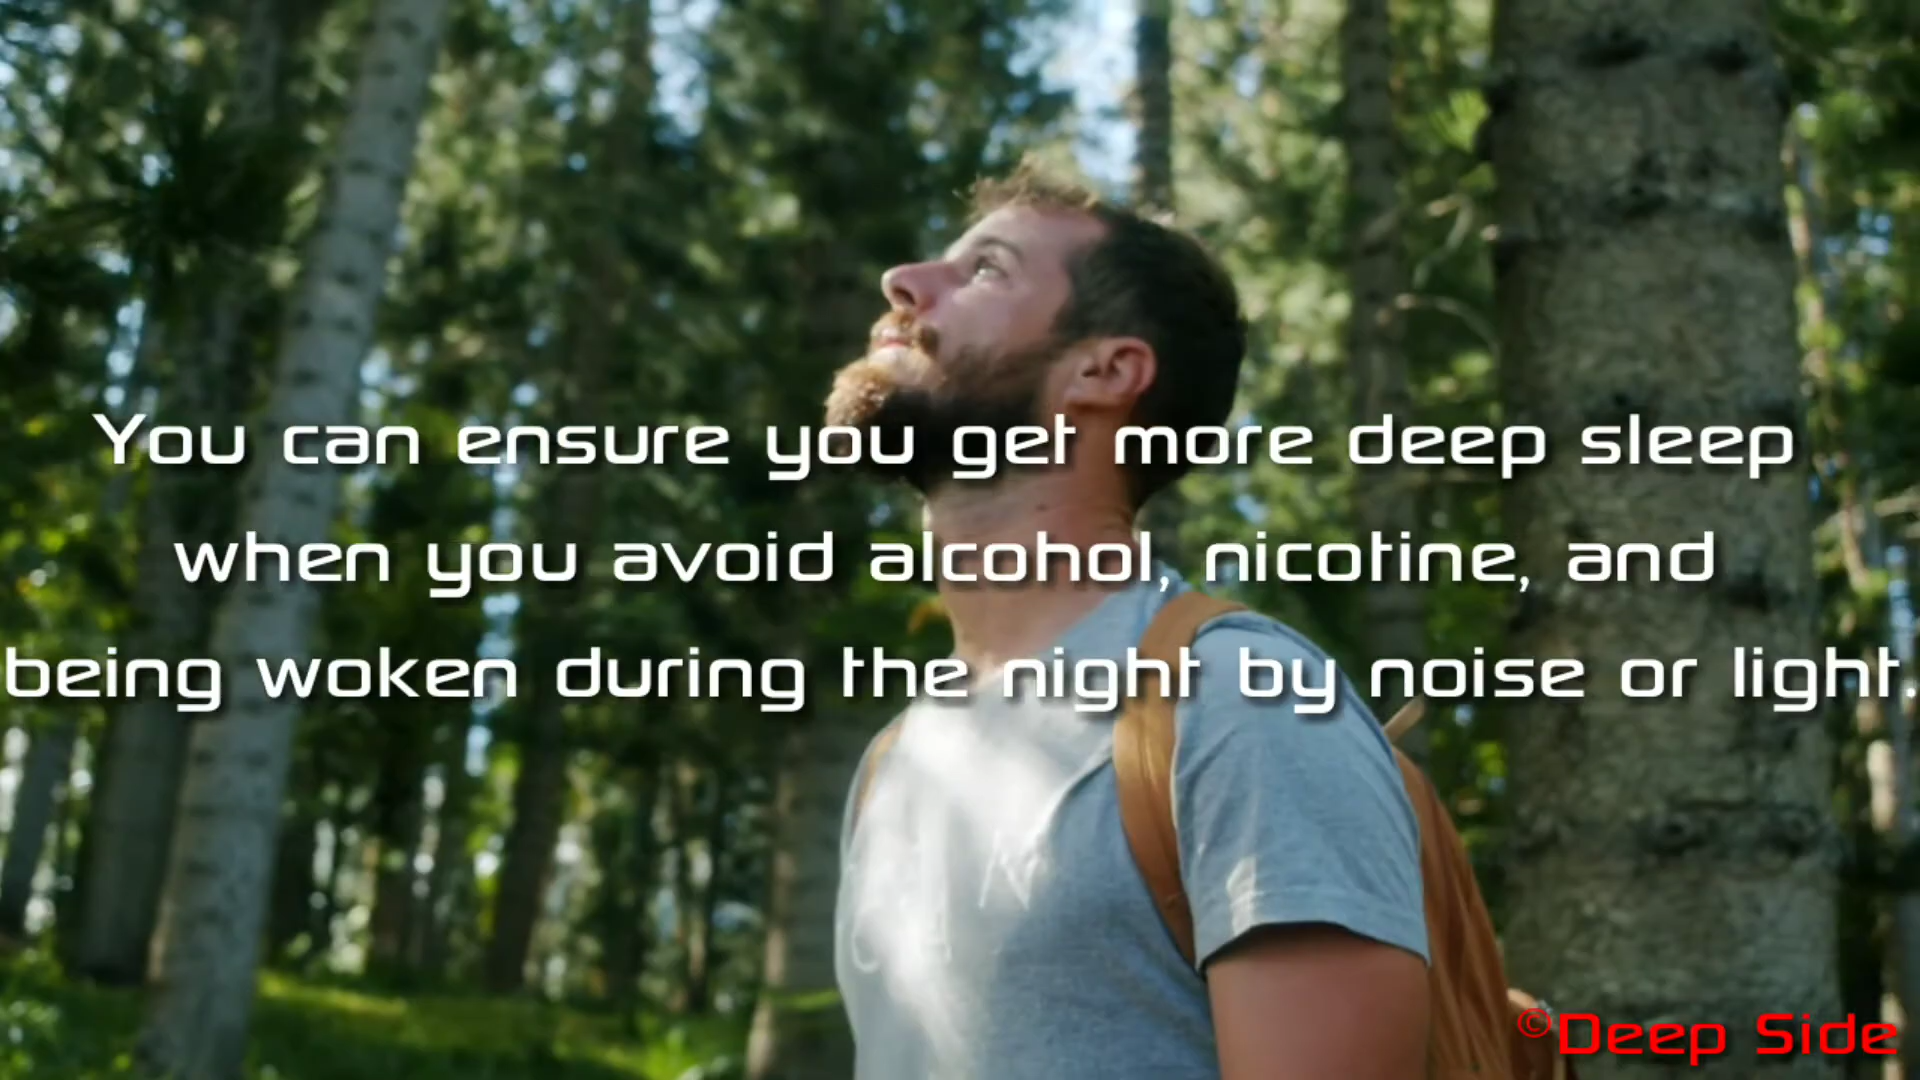 You can ensure you get more deep sleep
when you avoid alcohol, nicotine, and
being woken during the night by noise or light.
©Deep Side